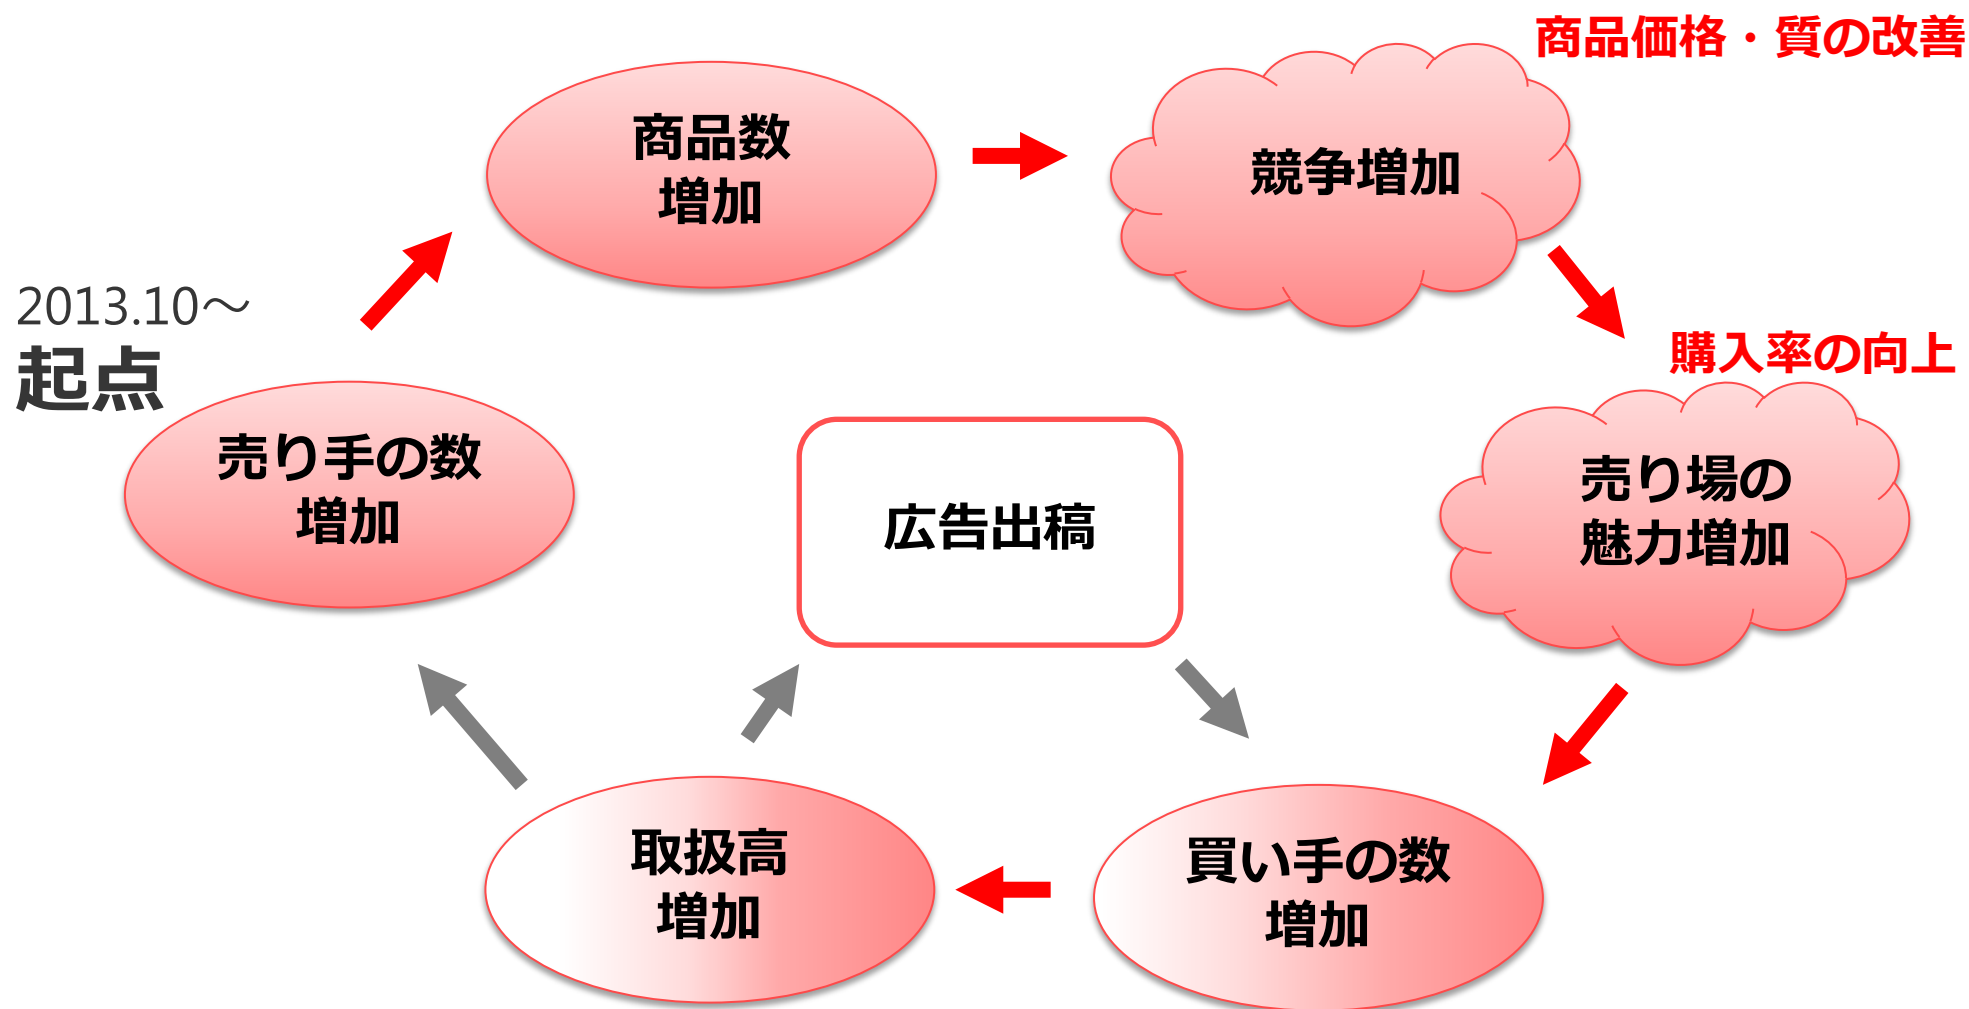 商品価格・質の改善
商品数
増加
競争増加
2013.10～
起点
購入率の向上
売り手の数
増加
広告出稿
売り場の
魅力増加
取扱高
増加
買い手の数
増加